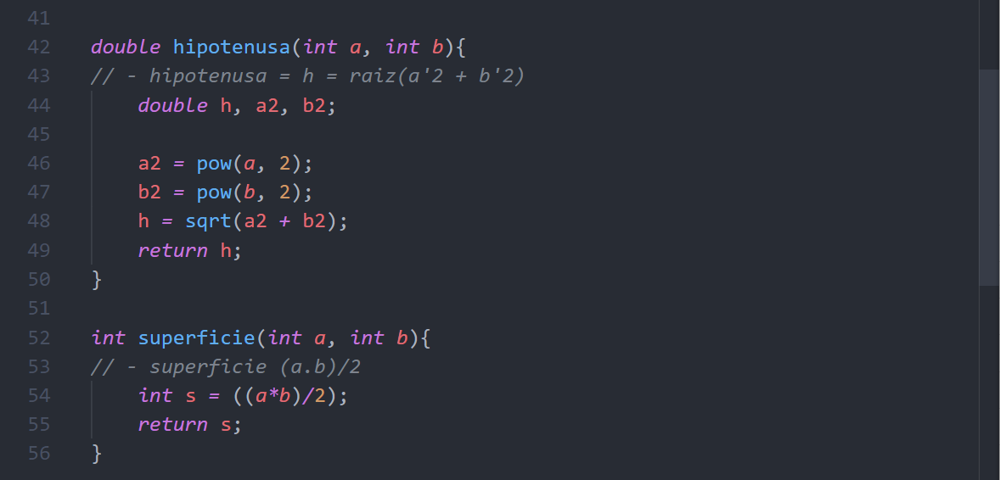 41
42 double hipotenusa(int a, int b){
43 // - hipotenusa = h = raiz(a'2 + b'2)
44 double h, a2, b2;
45
46 a2 = pow(a, 2);
47 b2 = pow(b, 2);
48 h = sqrt(a2 + b2);
49 return h;
50 }
51
52 int superficie(int a, int b){
53 // - superficie (a.b)/2
54 int s = ((a*b)/2);
55 return s;
56 }